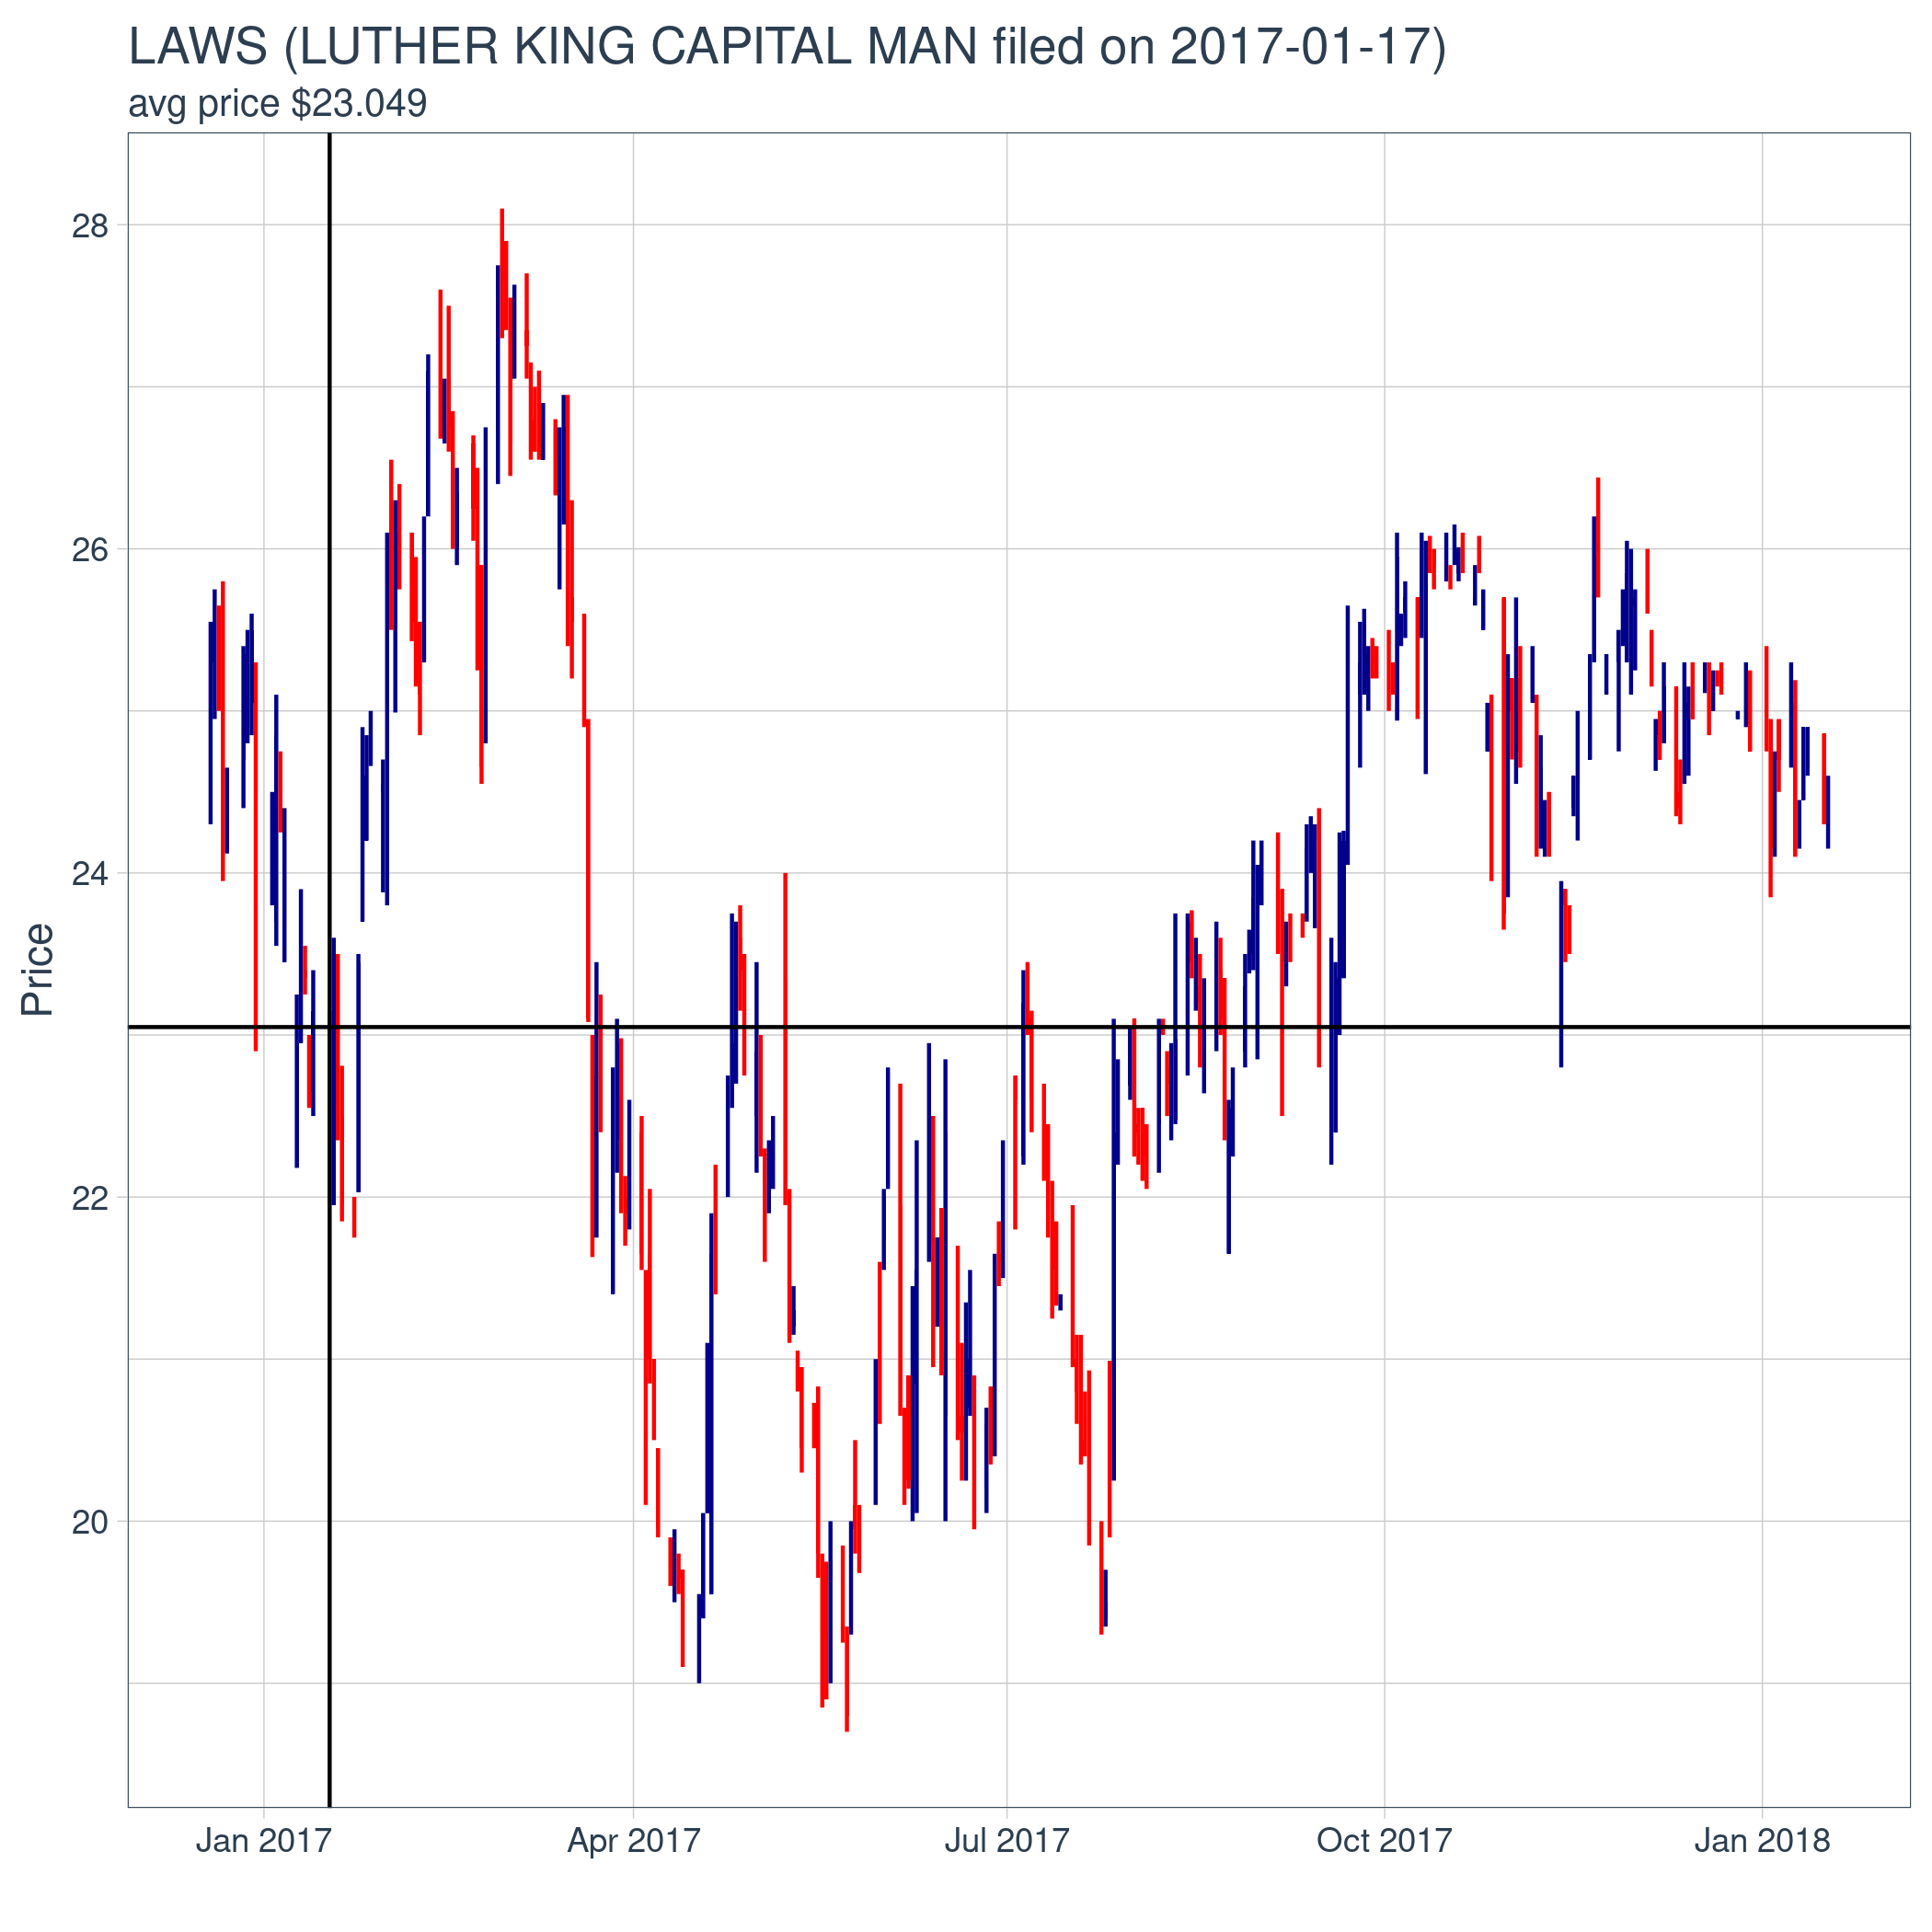 LAWS (LUTHER KING CAPITAL MAN filed on 2017-01-17)
avg price $23.049
28
26
24
22
20
Price
Jan 2017
Apr 2017
Jul 2017
Oct 2017
Jan 2018